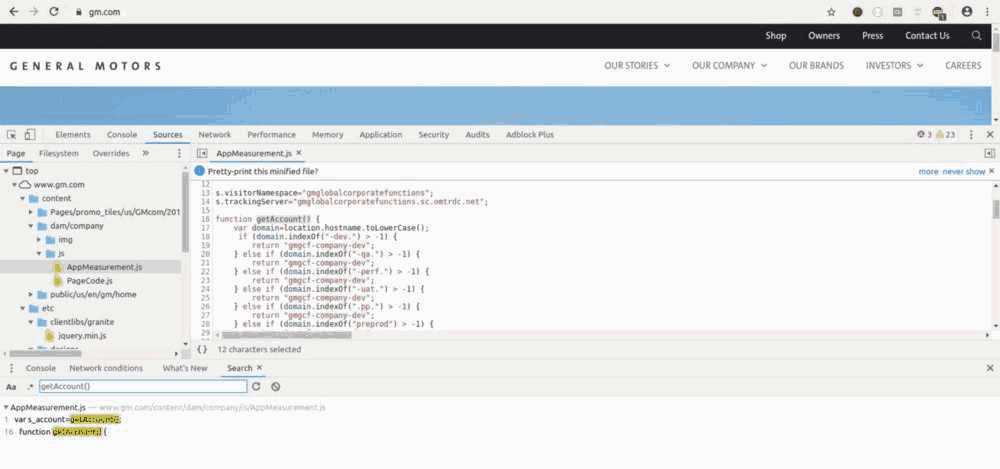 gm.com
1
Shop Owners Press Contact Us
GENERAL MOTORS
OUR STORIES OUR COMPANY OUR BRANDS INVESTORS CAREERS
Elements Console Sources Network Performance Memory Application Security Audits Adblock Plus 3 23
Page Filesystem Overrides » AppMeasurement.js ×
top
www.gm.com
content
Pages/promo_tiles/us/GMcom/201
dam/company
img
js
AppMeasurement.js
PageCode.js
public/us/en/gm/home
etc
clientlibs/granite
jquery.min.js
Pretty-print this minified file? more never show ×
12
13 s.visitorNamespace="gmglobalcorporatefunctions";
14 s.trackingServer="gmglobalcorporatefunctions.sc.omtrdc.net";
15
16 function getAccount() {
17 var domain=location.hostname.toLowerCase();
18 if (domain.indexOf("-dev.") > -1) {
19 return "gmgcf-company-dev";
20 } else if (domain.indexOf("-qa.") > -1) {
21 return "gmgcf-company-dev";
22 } else if (domain.indexOf("-perf.") > -1) {
23 return "gmgcf-company-dev";
24 } else if (domain.indexOf("-uat.") > -1) {
25 return "gmgcf-company-dev";
26 } else if (domain.indexOf(".pp.") > -1) {
27 return "gmgcf-company-dev";
28 } else if (domain.indexOf("preprod") > -1) {
29
{} 12 characters selected
Console Network conditions What's New Search ×
Aa .* getAccount()
AppMeasurement.js — www.gm.com/content/dam/company/js/AppMeasurement.js
1 var s_account=getAccount();
16 function getAccount() {